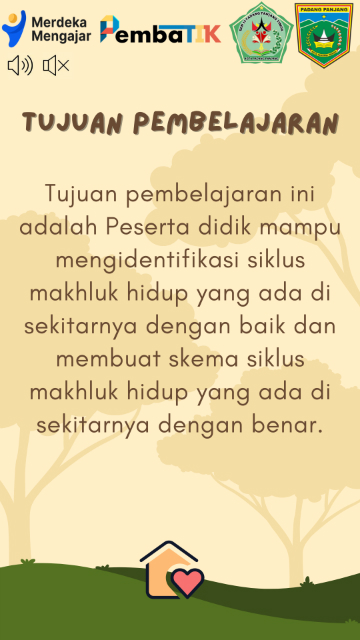 Merdeka
Mengajar
PembaTIK
PADANG PANJANG
TUJUAN PEMBELAJARAN
Tujuan pembelajaran ini
adalah Peserta didik mampu
mengidentifikasi siklus
makhluk hidup yang ada di
sekitarnya dengan baik dan
membuat skema siklus
makhluk hidup yang ada di
sekitarnya dengan benar.